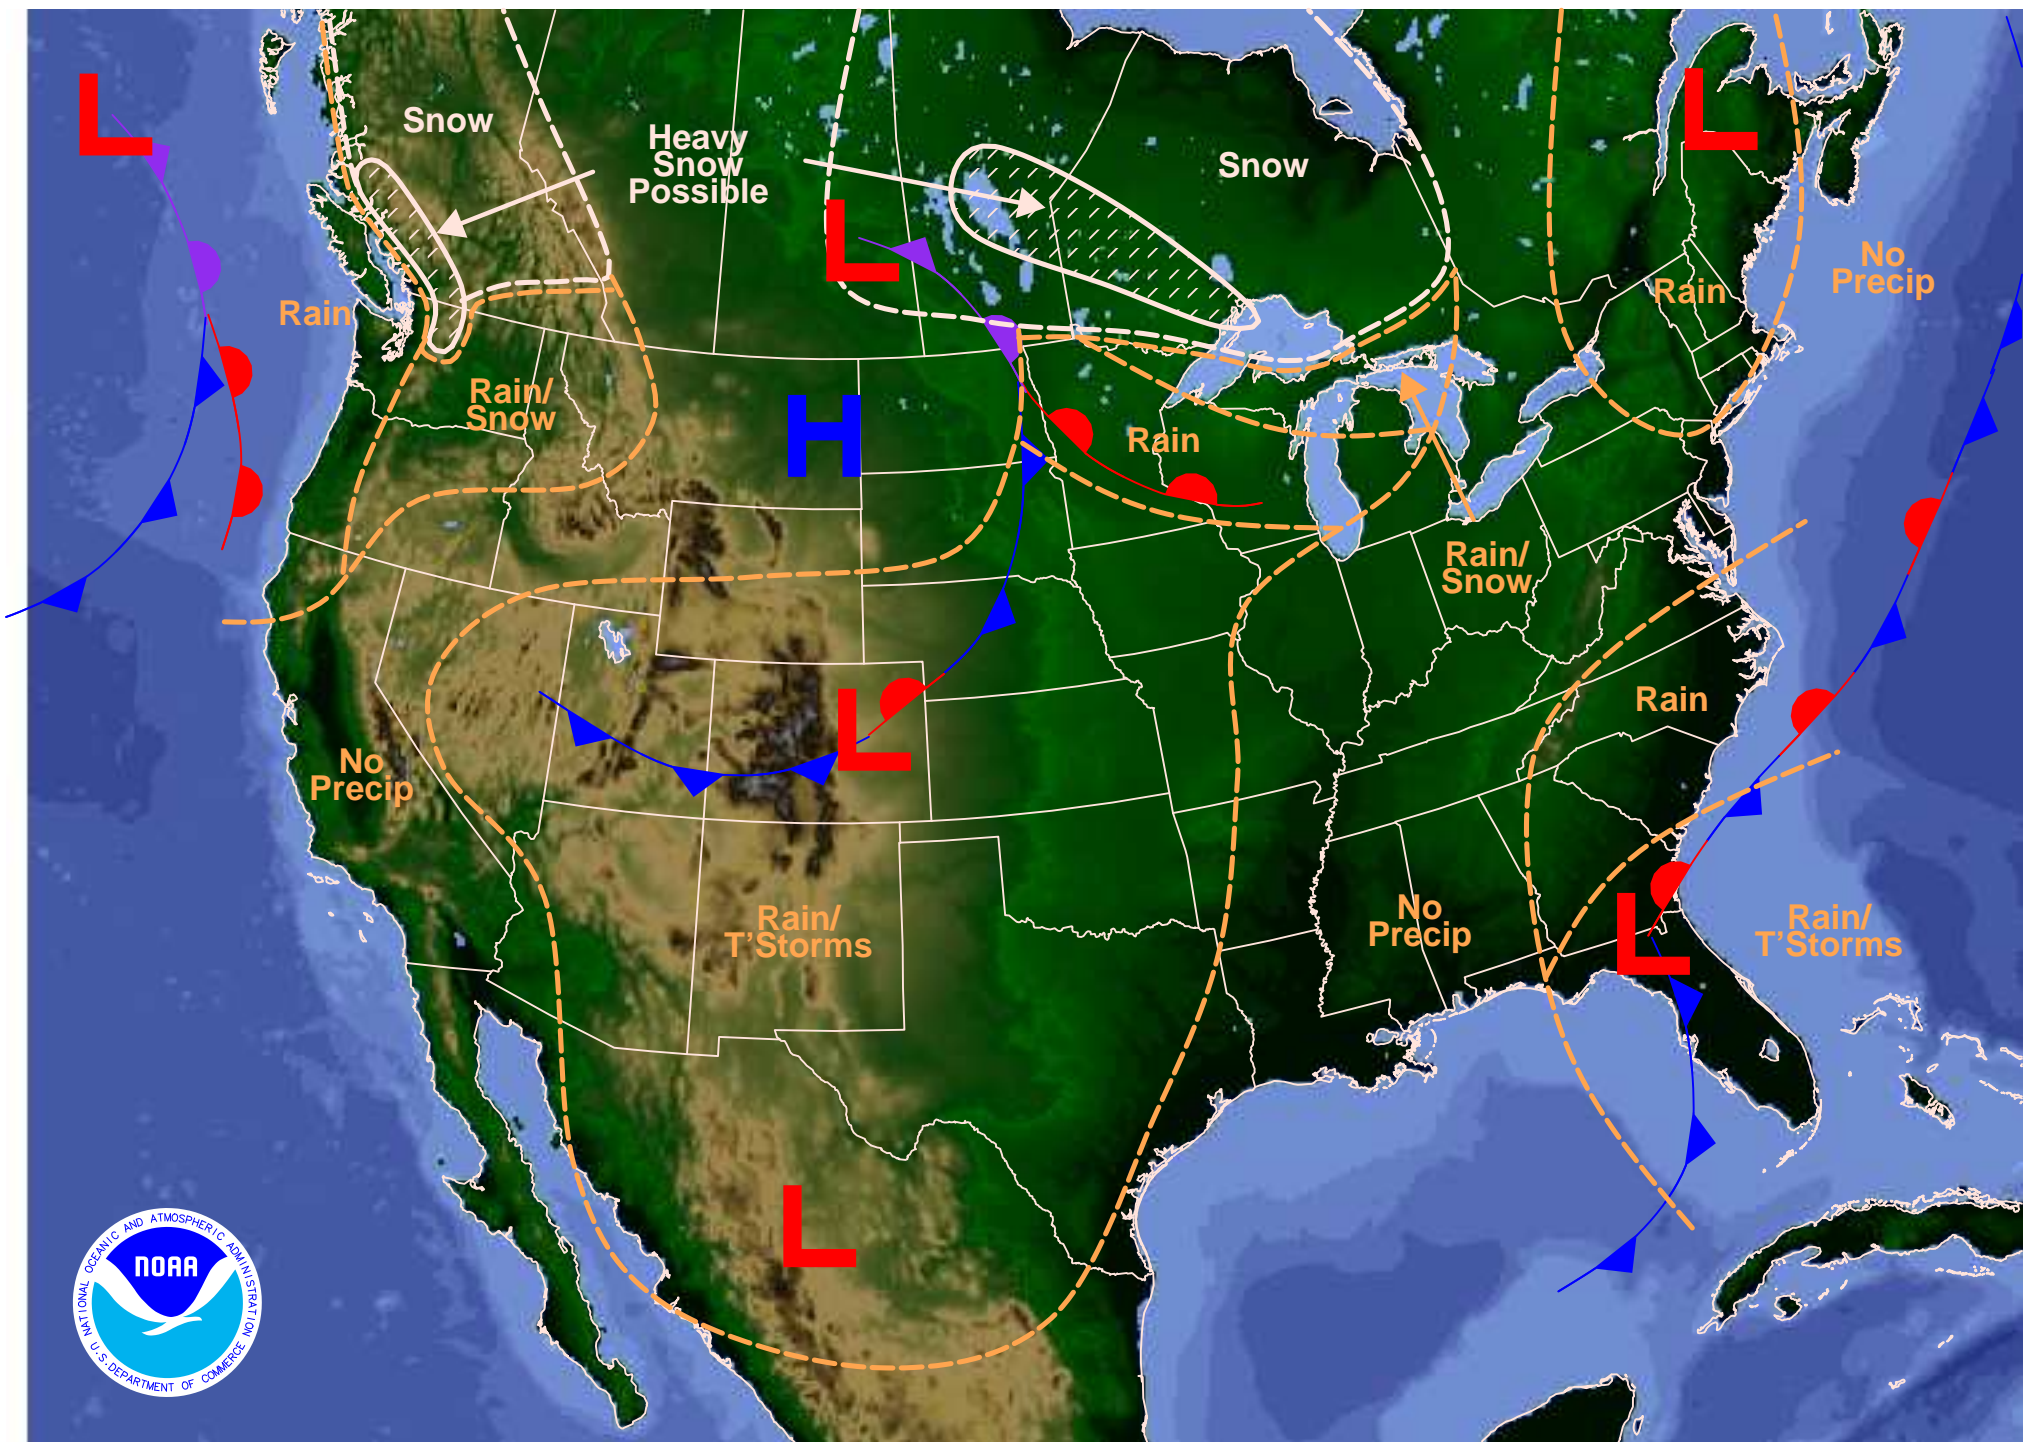 L
L
Snow
Heavy
Snow
Possible
Snow
L
No
Precip
Rain
Rain
Rain/
Snow
H
Rain
Rain/
Snow
Rain
L
No
Precip
Rain/
T'Storms
No
Precip
L
Rain/
T'Storms
L
NATIONAL OCEANIC AND ATMOSPHERIC ADMINISTRATION
NOAA
U.S. DEPARTMENT OF COMMERCE